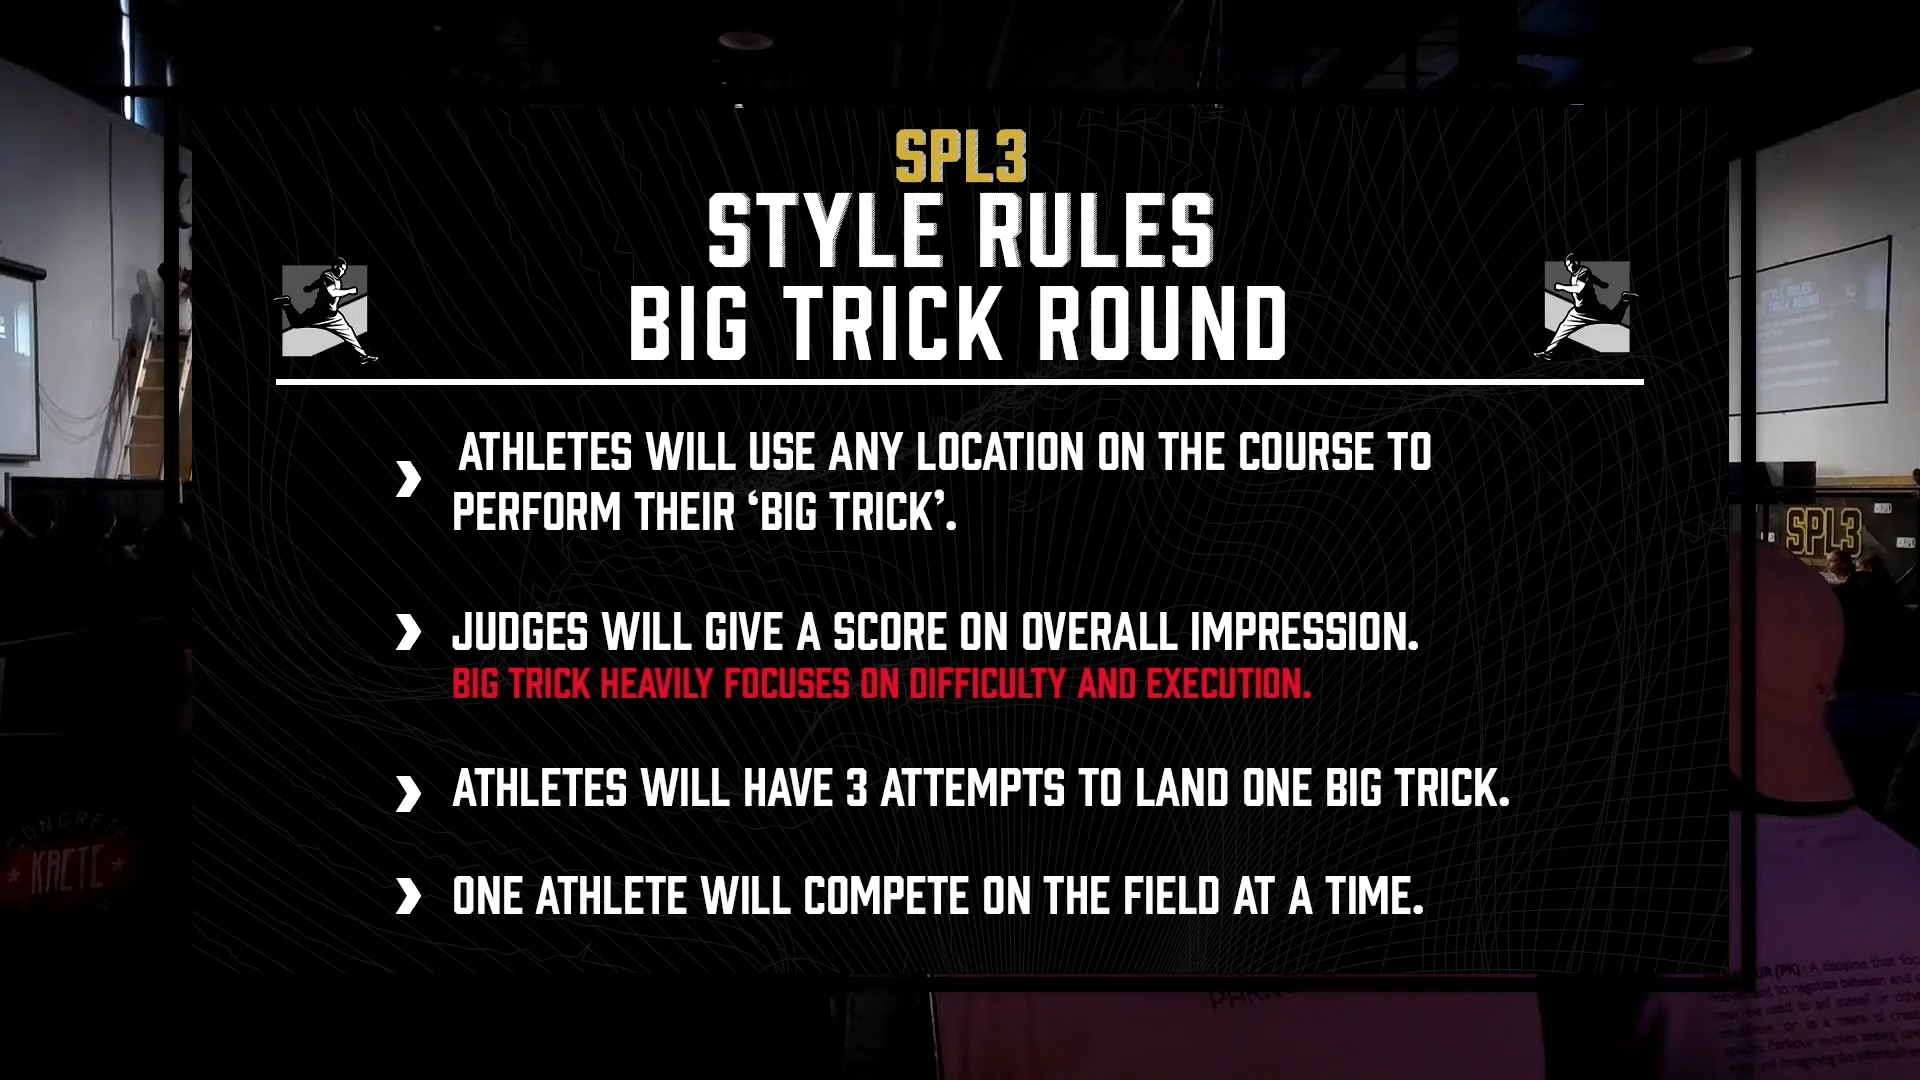 SPL3
STYLE RULES
BIG TRICK ROUND
ATHLETES WILL USE ANY LOCATION ON THE COURSE TO
PERFORM THEIR ‘BIG TRICK’.
JUDGES WILL GIVE A SCORE ON OVERALL IMPRESSION.
BIG TRICK HEAVILY FOCUSES ON DIFFICULTY AND EXECUTION.
ATHLETES WILL HAVE 3 ATTEMPTS TO LAND ONE BIG TRICK.
ONE ATHLETE WILL COMPETE ON THE FIELD AT A TIME.
SPL3
CONCRETE
KRETE